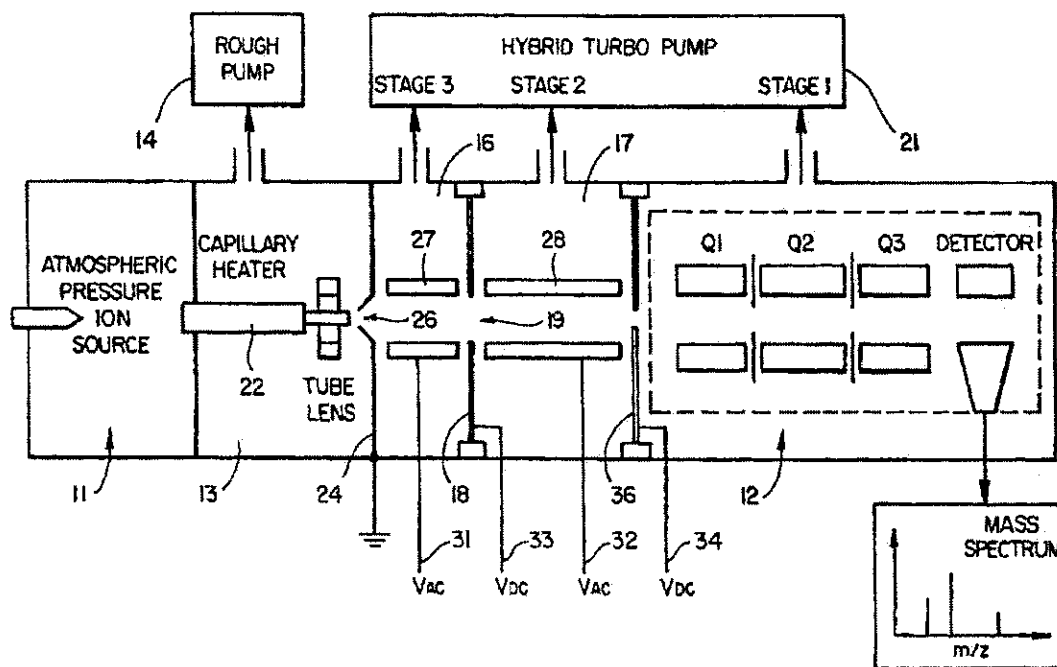 ROUGH
PUMP
HYBRID TURBO PUMP
STAGE 3
STAGE 2
STAGE 1
14
16
17
21
ATMOSPHERIC
PRESSURE
ION
SOURCE
CAPILLARY
HEATER
22
TUBE
LENS
27
26
28
19
Q1
Q2
Q3
DETECTOR
11
13
24
18
36
12
31
33
32
34
VAC
VDC
VAC
VDC
MASS
SPECTRUM
m/z